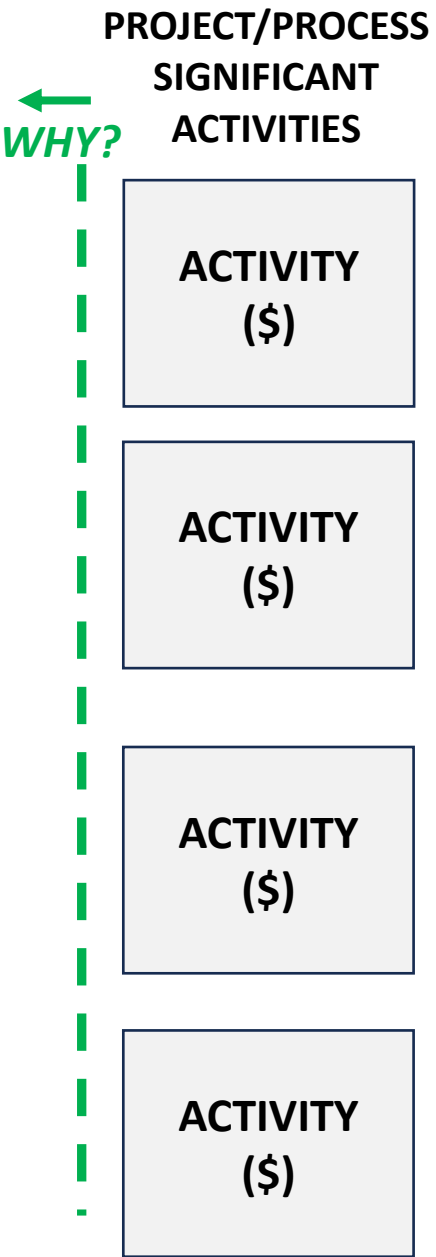 PROJECT/PROCESS
SIGNIFICANT
ACTIVITIES
WHY?
ACTIVITY
($)
ACTIVITY
($)
ACTIVITY
($)
ACTIVITY
($)